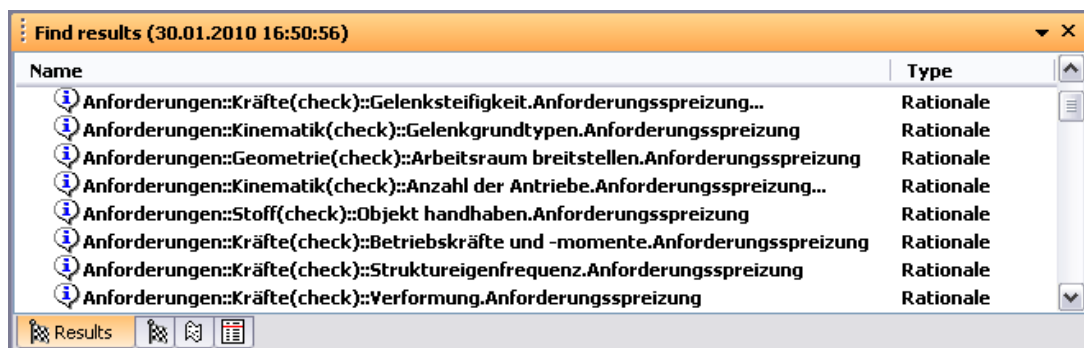 Find results (30.01.2010 16:50:56)
Name Type
Anforderungen::Kräfte(check)::Gelenksteifigkeit.Anforderungsspreizung... Rationale
Anforderungen::Kinematik(check)::Gelenkgrundtypen.Anforderungsspreizung Rationale
Anforderungen::Geometrie(check)::Arbeitsraum breitstellen.Anforderungsspreizung Rationale
Anforderungen::Kinematik(check)::Anzahl der Antriebe.Anforderungsspreizung... Rationale
Anforderungen::Stoff(check)::Objekt handhaben.Anforderungsspreizung Rationale
Anforderungen::Kräfte(check)::Betriebskräfte und -momente.Anforderungsspreizung Rationale
Anforderungen::Kräfte(check)::Struktureigenfrequenz.Anforderungsspreizung Rationale
Anforderungen::Kräfte(check)::Verformung.Anforderungsspreizung Rationale
Results